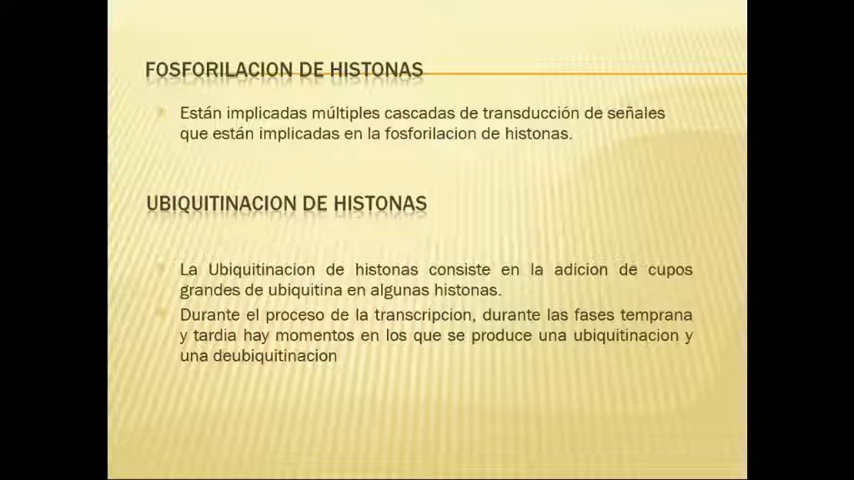 FOSFORILACION DE HISTONAS
Están implicadas múltiples cascadas de transducción de señales
que están implicadas en la fosforilacion de histonas.
UBIQUITINACION DE HISTONAS
La Ubiquitinacion de histonas consiste en la adicion de cupos
grandes de ubiquitina en algunas histonas.
Durante el proceso de la transcripcion, durante las fases temprana
y tardia hay momentos en los que se produce una ubiquitinacion y
una deubiquitinacion